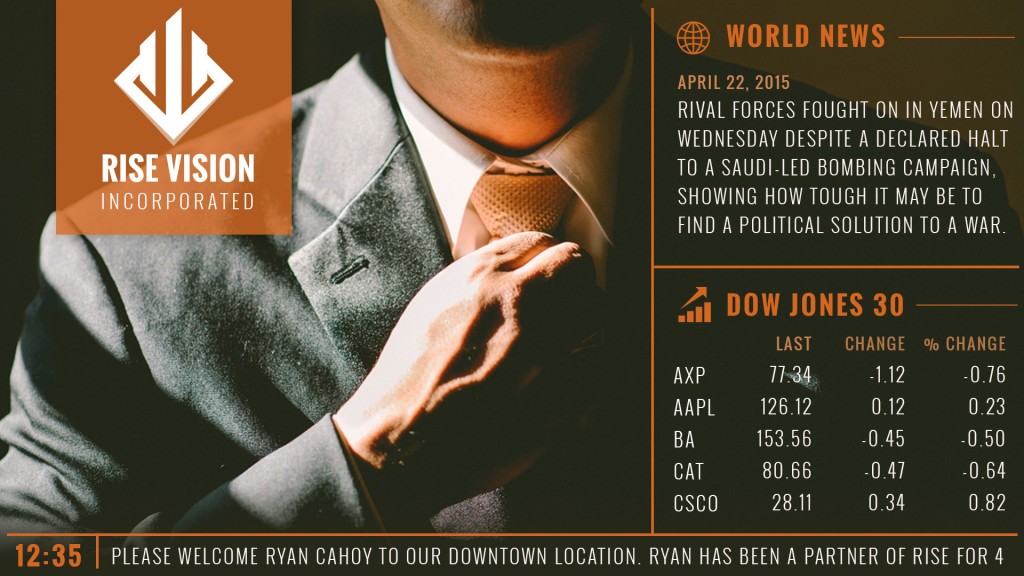 RISE VISION
INCORPORATED
WORLD NEWS
APRIL 22, 2015
RIVAL FORCES FOUGHT ON IN YEMEN ON
WEDNESDAY DESPITE A DECLARED HALT
TO A SAUDI-LED BOMBING CAMPAIGN,
SHOWING HOW TOUGH IT MAY BE TO
FIND A POLITICAL SOLUTION TO A WAR.
DOW JONES 30
LAST CHANGE % CHANGE
AXP 77.34 -1.12 -0.76
AAPL 126.12 0.12 0.23
BA 153.56 -0.45 -0.50
CAT 80.66 -0.47 -0.64
CSCO 28.11 0.34 0.82
12:35 PLEASE WELCOME RYAN CAHOY TO OUR DOWNTOWN LOCATION. RYAN HAS BEEN A PARTNER OF RISE FOR 4